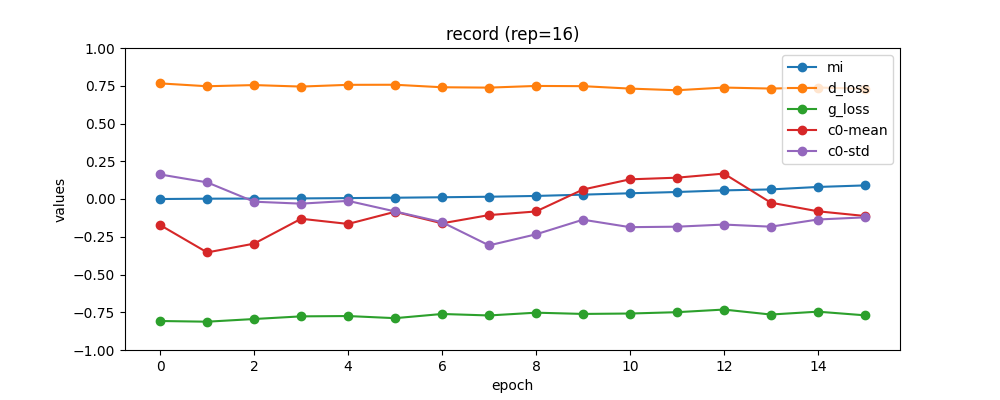 record (rep=16)
1.00
0.75
0.50
0.25
0.00
−0.25
−0.50
−0.75
−1.00
values
0 2 4 6 8 10 12 14
epoch
mi
d_loss
g_loss
c0-mean
c0-std